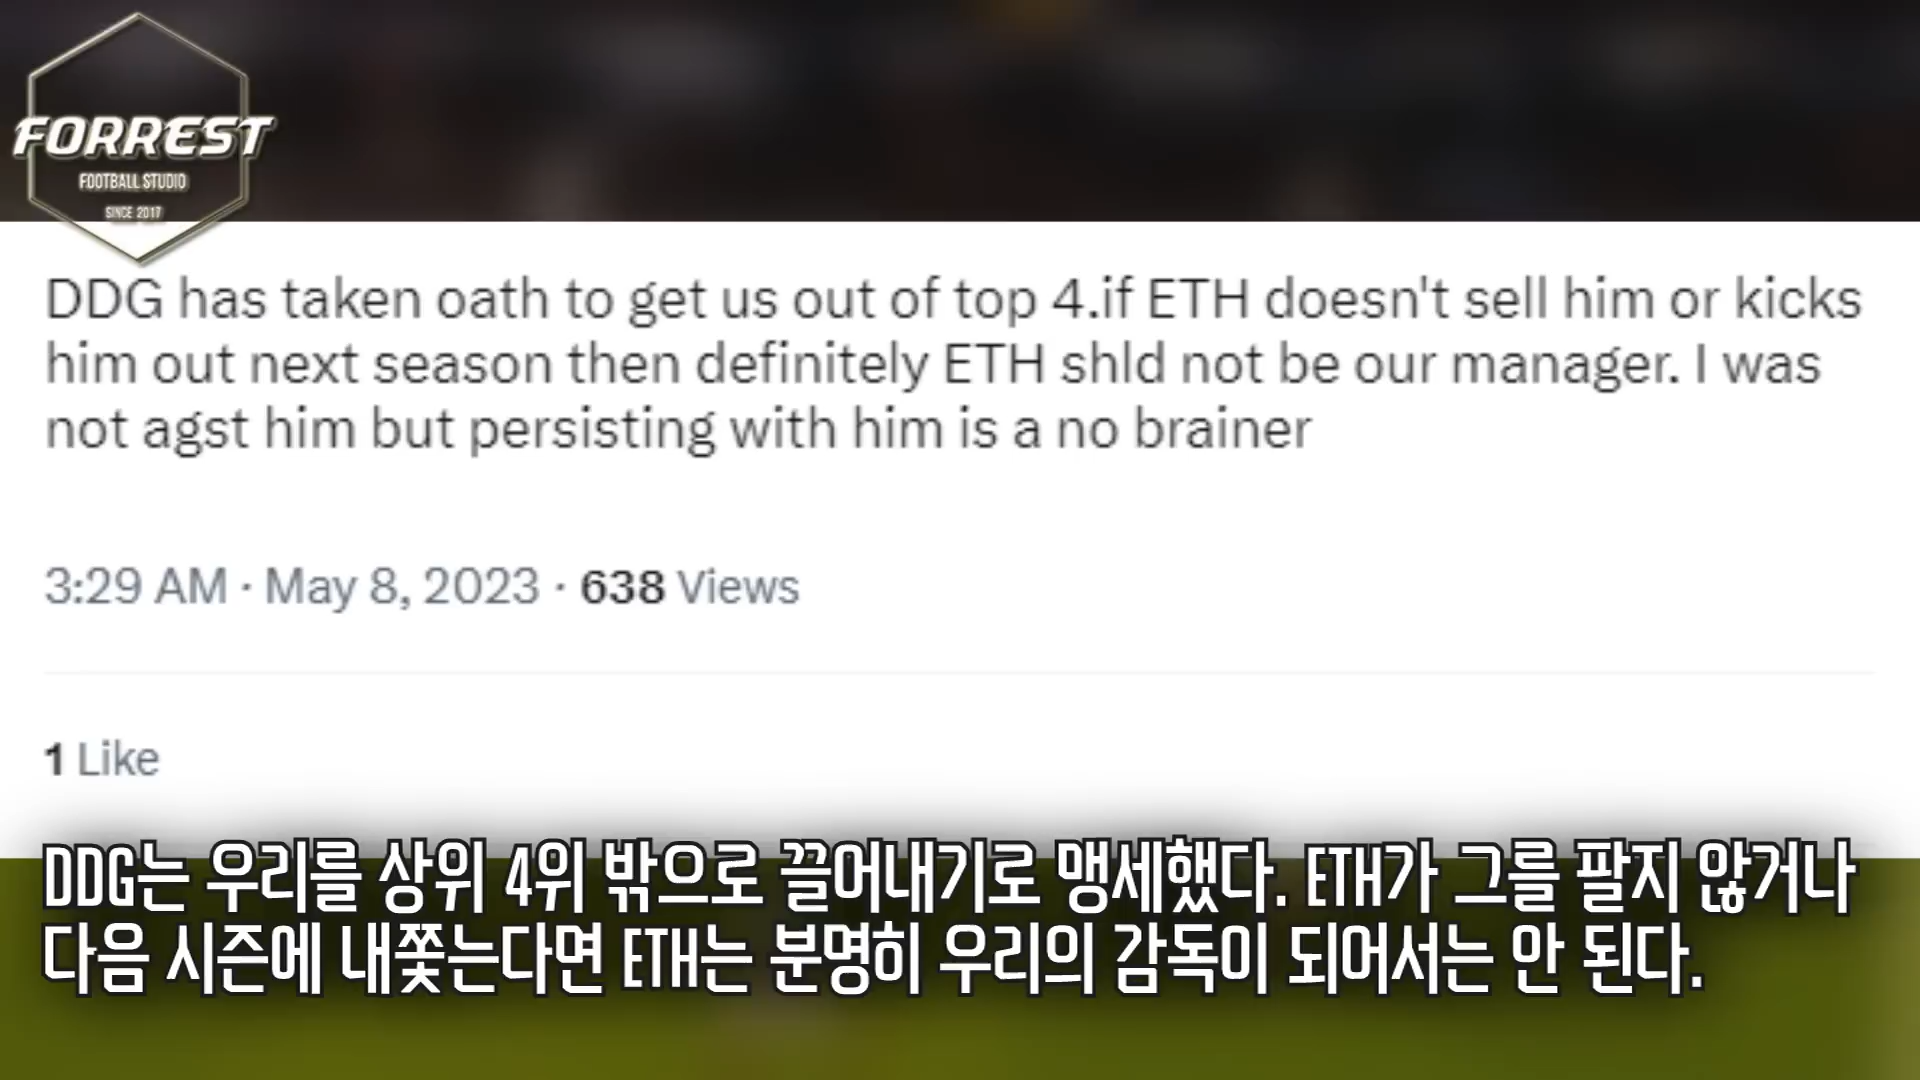 FORREST
FOOTBALL STUDIO
SINCE 2017
DDG has taken oath to get us out of top 4.if ETH doesn't sell him or kicks
him out next season then definitely ETH shld not be our manager. I was
not agst him but persisting with him is a no brainer
3:29 AM · May 8, 2023 · 638 Views
1 Like
DDG는 우리를 상위 4위 밖으로 끌어내기로 맹세했다. ETH가 그를 팔지 않거나
다음 시즌에 내쫓는다면 ETH는 분명히 우리의 감독이 되어서는 안 된다.